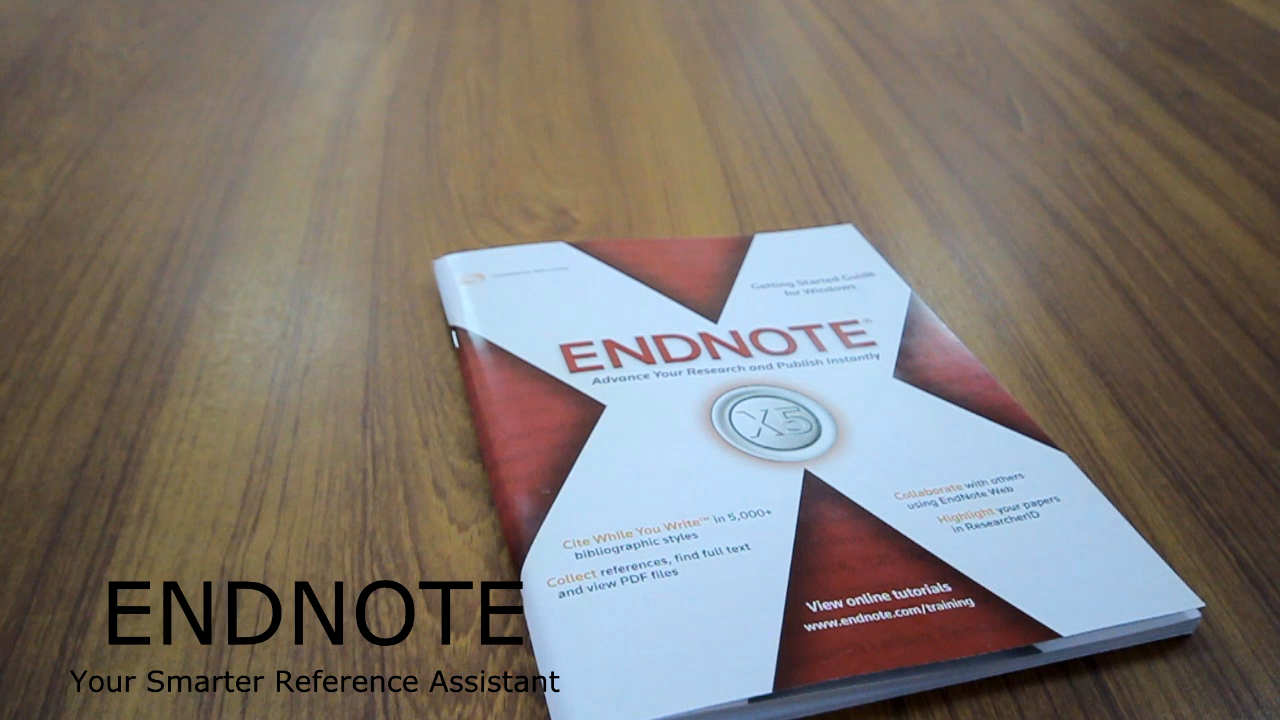 Getting Started Guide
for Windows
ENDNOTE™
Advance Your Research and Publish Instantly
X5
Cite While You Write™ in 5,000+
bibliographic styles
Collect references, find full text
and view PDF files
Collaborate with others
using EndNote Web
Highlight your papers
in ResearcherID
View online tutorials
www.endnote.com/training
ENDNOTE
Your Smarter Reference Assistant